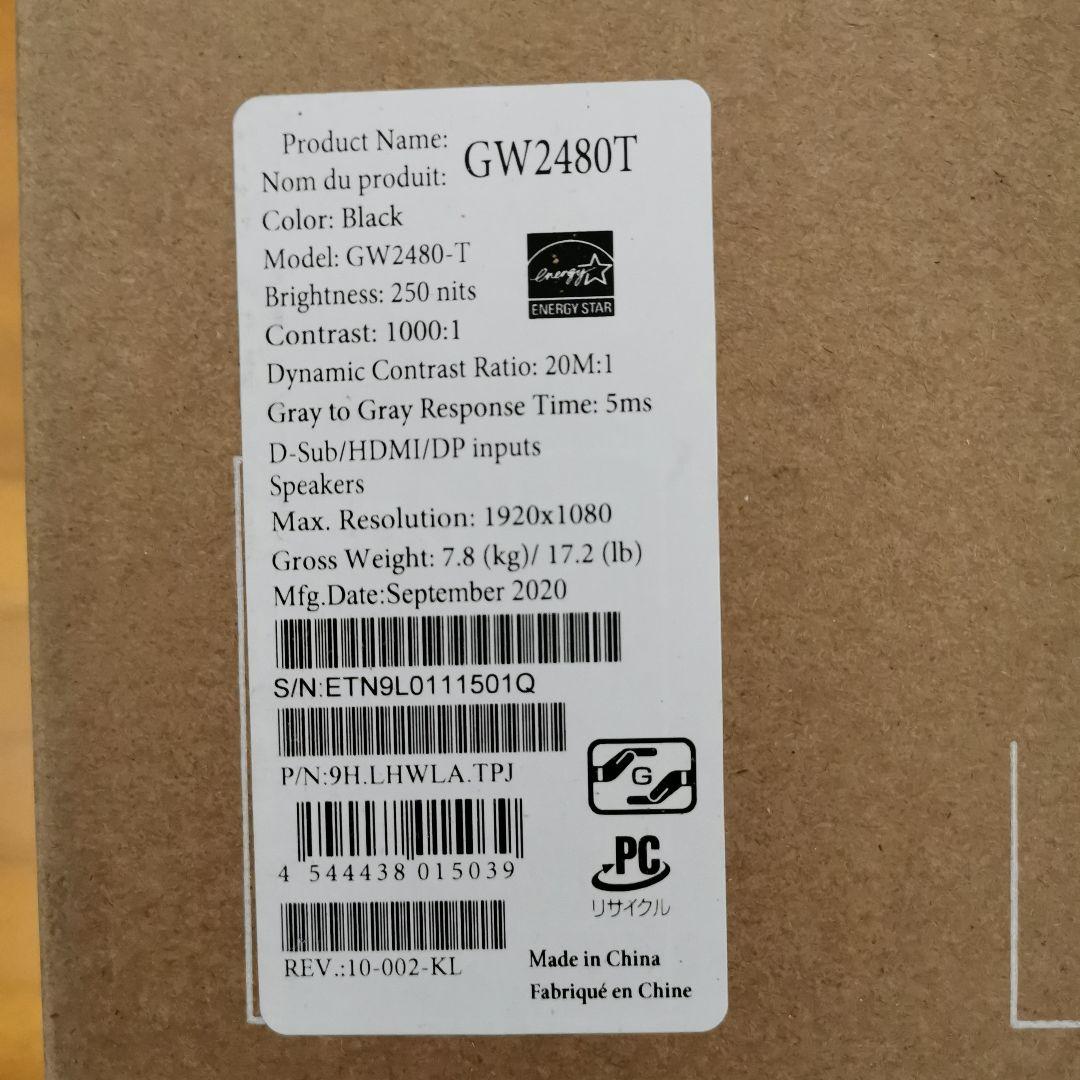 Product Name: GW2480T
Nom du produit:
Color: Black
Model: GW2480-T
Brightness: 250 nits
energy
ENERGY STAR
Contrast: 1000:1
Dynamic Contrast Ratio: 20M:1
Gray to Gray Response Time: 5ms
D-Sub/HDMI/DP inputs
Speakers
Max. Resolution: 1920x1080
Gross Weight: 7.8 (kg)/ 17.2 (lb)
Mfg.Date:September 2020
S/N:ETN9L0111501Q
P/N:9H.LHWLA.TPJ
G
4 544438 015039
PC
リサイクル
REV.:10-002-KL
Made in China
Fabriqué en Chine